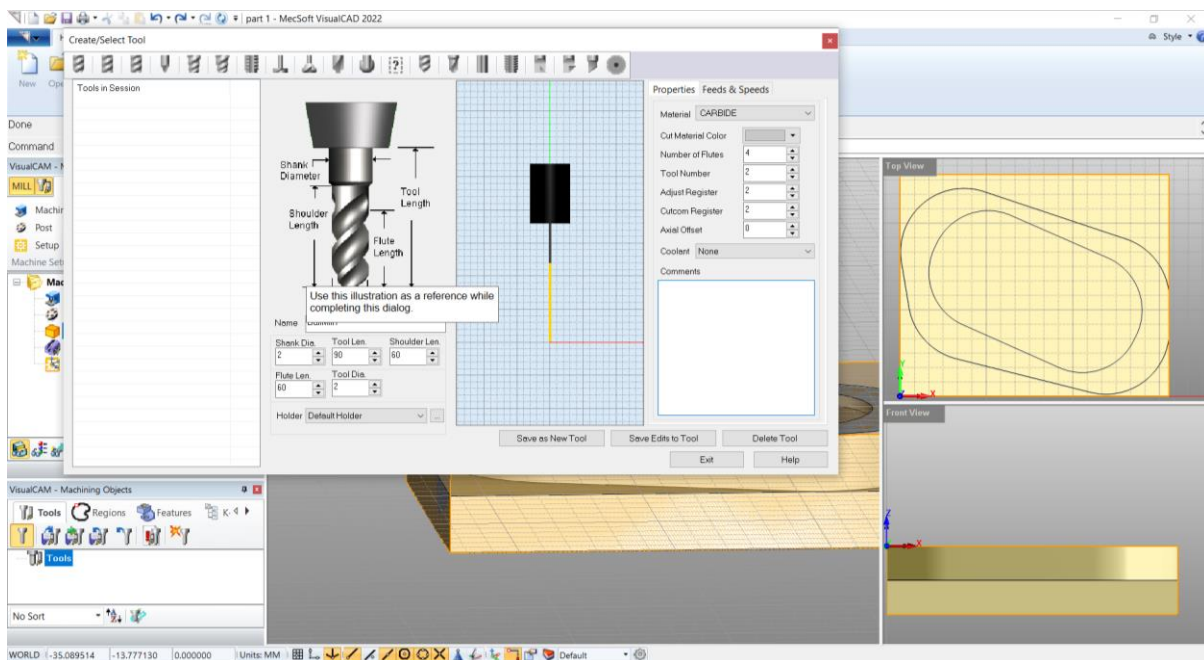 part 1 - MecSoft VisualCAD 2022
Style
New
Done
Command
MILL
Post
Setup
Create/Select Tool
Tools in Session
Shank
Diameter
Tool
Length
Shoulder
Length
Flute
Length
Use this illustration as a reference while
completing this dialog.
Name
Shank Dia. Tool Len. Shoulder Len.
2 90 60
Flute Len. Tool Dia.
60 2
Holder Default Holder ...
Properties Feeds & Speeds
Material CARBIDE
Cut Material Color
Number of Flutes 4
Tool Number 2
Adjust Register 2
Cutcom Register 2
Axial Offset 0
Coolant None
Comments
Save as New Tool Save Edits to Tool Delete Tool
Exit Help
VisualCAM - Machining Objects
Tools Regions Features
Tools
No Sort
Top View
Y
X
Front View
Z
X
WORLD -35.089514 -13.777130 0.000000 Units: MM Default